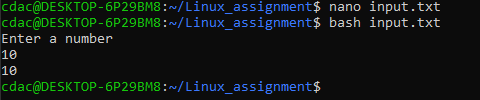 cdac@DESKTOP-6P29BM8:~/Linux_assignment$ nano input.txt
cdac@DESKTOP-6P29BM8:~/Linux_assignment$ bash input.txt
Enter a number
10
10
cdac@DESKTOP-6P29BM8:~/Linux_assignment$